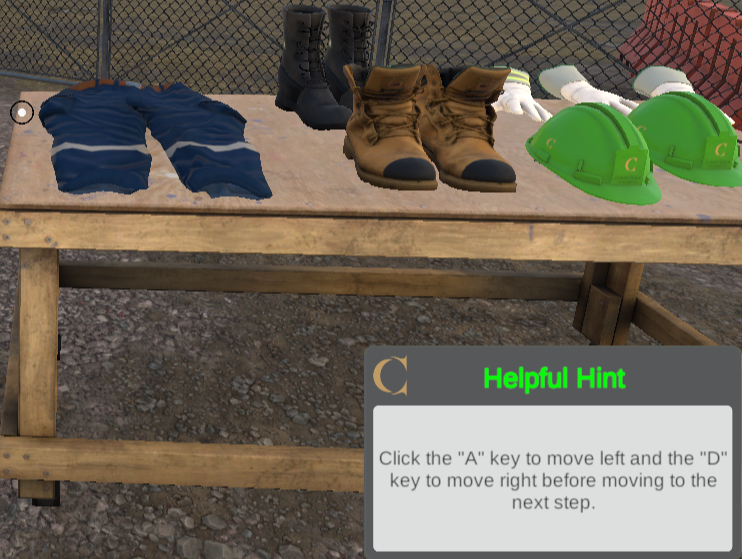 C
C
C Helpful Hint
Click the "A" key to move left and the "D"
key to move right before moving to the
next step.